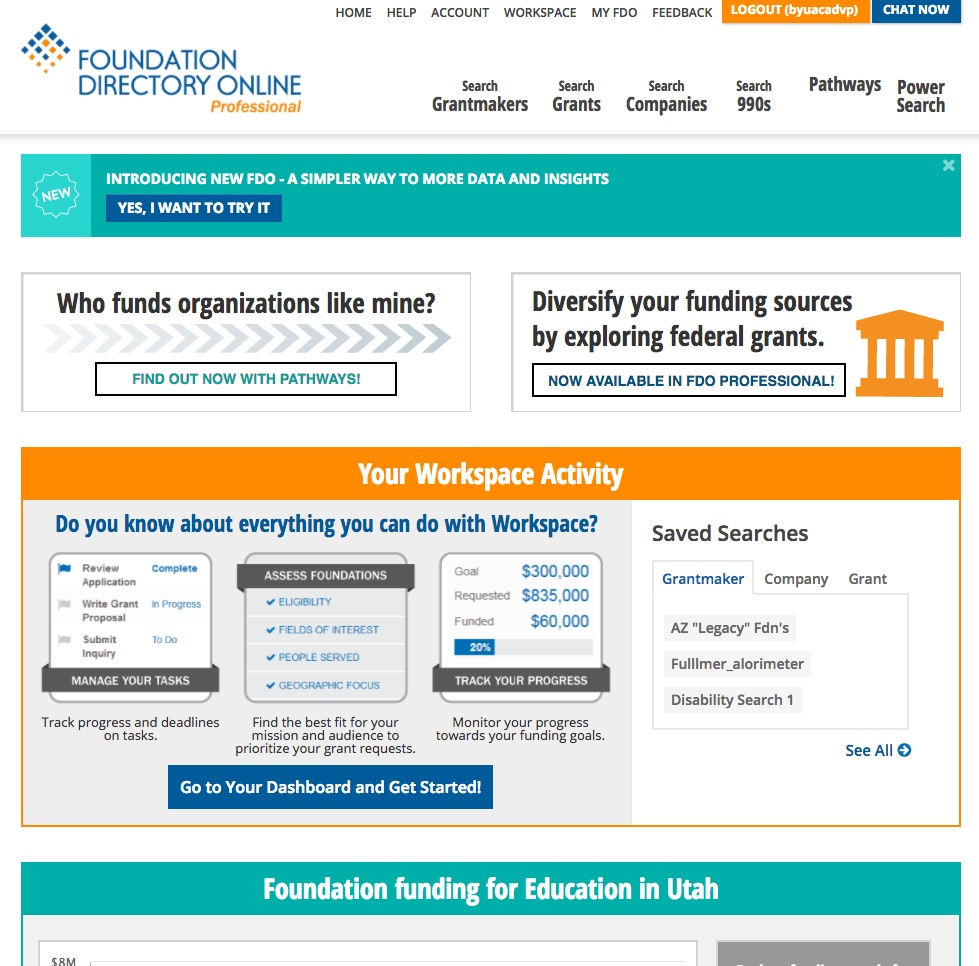 HOME HELP ACCOUNT WORKSPACE MY FDO FEEDBACK LOGOUT (byuacadvp) CHAT NOW
FOUNDATION
DIRECTORY ONLINE
Professional
Search
Grantmakers
Search
Grants
Search
Companies
Search
990s
Pathways
Power
Search
NEW
INTRODUCING NEW FDO - A SIMPLER WAY TO MORE DATA AND INSIGHTS
YES, I WANT TO TRY IT
Who funds organizations like mine?
FIND OUT NOW WITH PATHWAYS!
Diversify your funding sources
by exploring federal grants.
NOW AVAILABLE IN FDO PROFESSIONAL!
Your Workspace Activity
Do you know about everything you can do with Workspace?
Review
Application
Complete
Write Grant
Proposal
In Progress
Submit
Inquiry
To Do
MANAGE YOUR TASKS
Track progress and deadlines
on tasks.
ASSESS FOUNDATIONS
ELIGIBILITY
FIELDS OF INTEREST
PEOPLE SERVED
GEOGRAPHIC FOCUS
Find the best fit for your
mission and audience to
prioritize your grant requests.
Goal $300,000
Requested $835,000
Funded $60,000
20%
TRACK YOUR PROGRESS
Monitor your progress
towards your funding goals.
Go to Your Dashboard and Get Started!
Saved Searches
Grantmaker Company Grant
AZ "Legacy" Fdn's
Fulllmer_alorimeter
Disability Search 1
See All
Foundation funding for Education in Utah
$8M